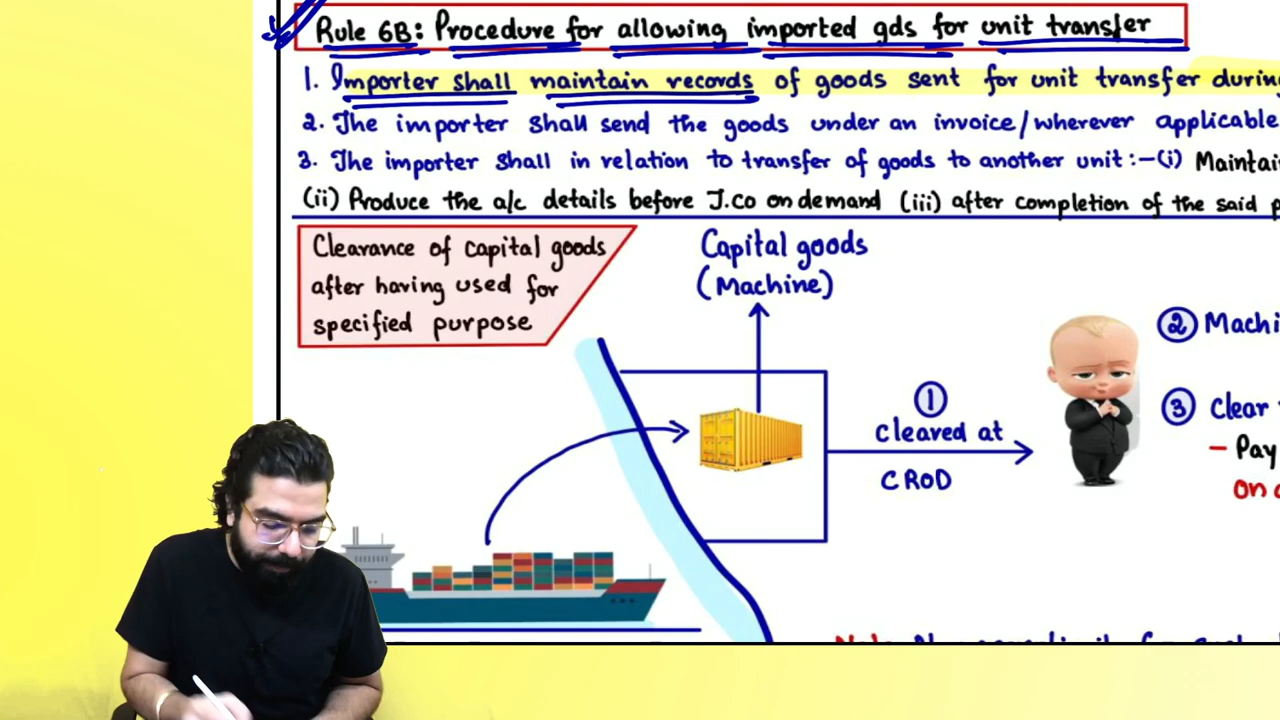 Rule 6B: Procedure for allowing imported gds for unit transfer
1. Importer shall maintain records of goods sent for unit transfer during
2. The importer shall send the goods under an invoice/wherever applicable
3. The importer shall in relation to transfer of goods to another unit:-(i) Maintai
(ii) Produce the a/c details before J.Co on demand (iii) after completion of the said p
Clearance of capital goods
after having used for
specified purpose
Capital goods
(Machine)
1
Cleared at
CROD
2 Machi
3 Clear
- Pay
on